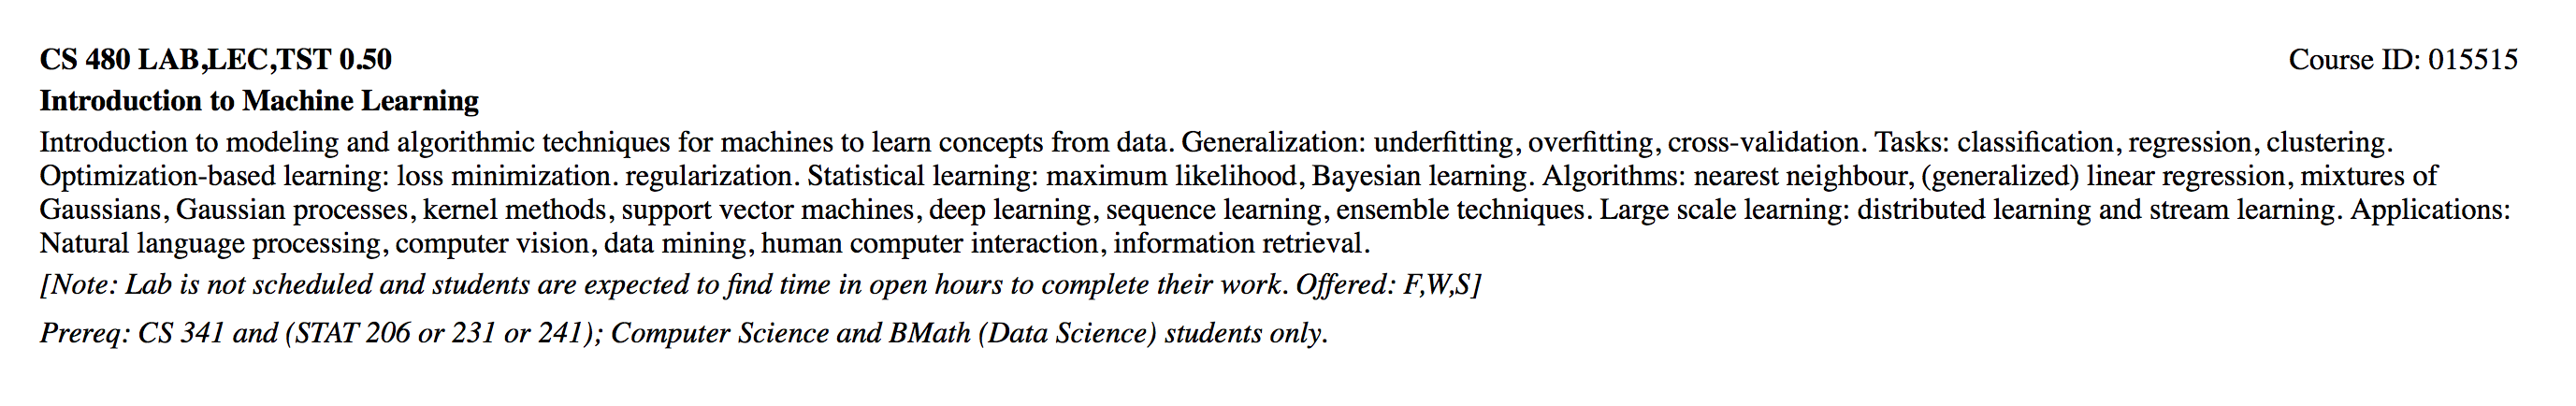 CS 480 LAB,LEC,TST 0.50 Course ID: 015515
Introduction to Machine Learning
Introduction to modeling and algorithmic techniques for machines to learn concepts from data. Generalization: underfitting, overfitting, cross-validation. Tasks: classification, regression, clustering.
Optimization-based learning: loss minimization. regularization. Statistical learning: maximum likelihood, Bayesian learning. Algorithms: nearest neighbour, (generalized) linear regression, mixtures of
Gaussians, Gaussian processes, kernel methods, support vector machines, deep learning, sequence learning, ensemble techniques. Large scale learning: distributed learning and stream learning. Applications:
Natural language processing, computer vision, data mining, human computer interaction, information retrieval.
[Note: Lab is not scheduled and students are expected to find time in open hours to complete their work. Offered: F,W,S]
Prereq: CS 341 and (STAT 206 or 231 or 241); Computer Science and BMath (Data Science) students only.